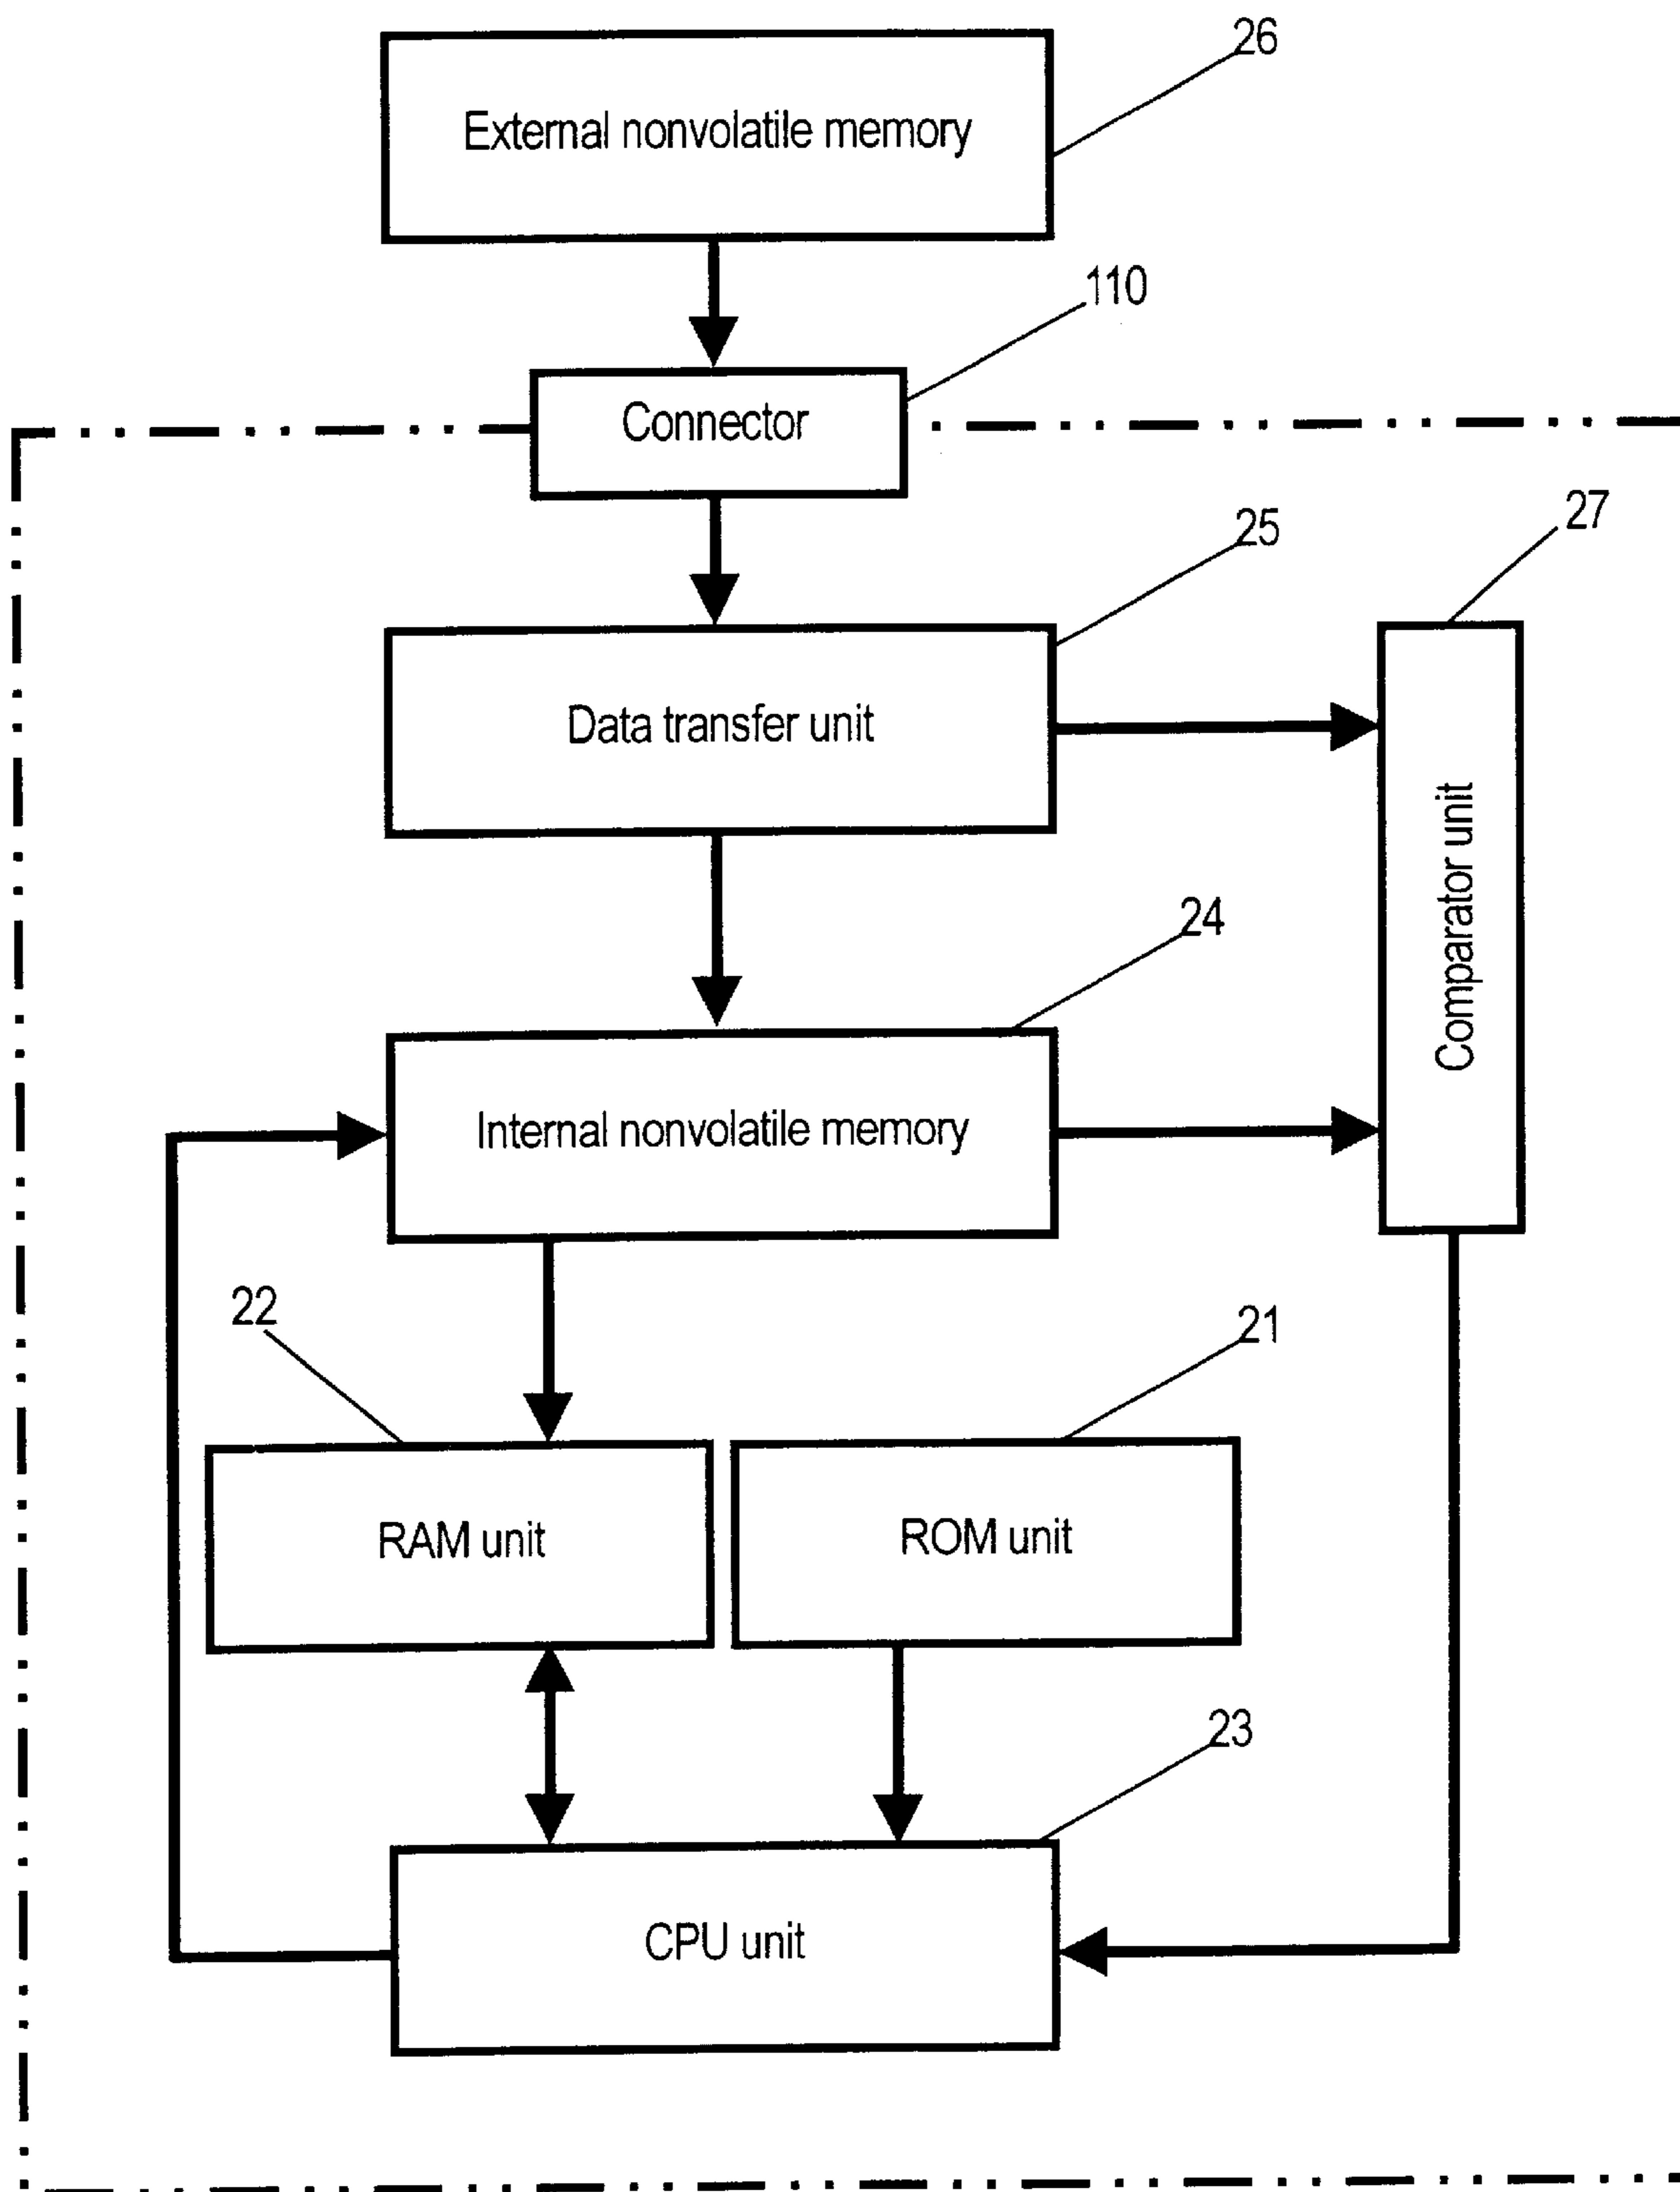 26
External nonvolatile memory
110
Connector
27
25
Data transfer unit
Comparator unit
24
Internal nonvolatile memory
22
21
RAM unit
ROM unit
23
CPU unit